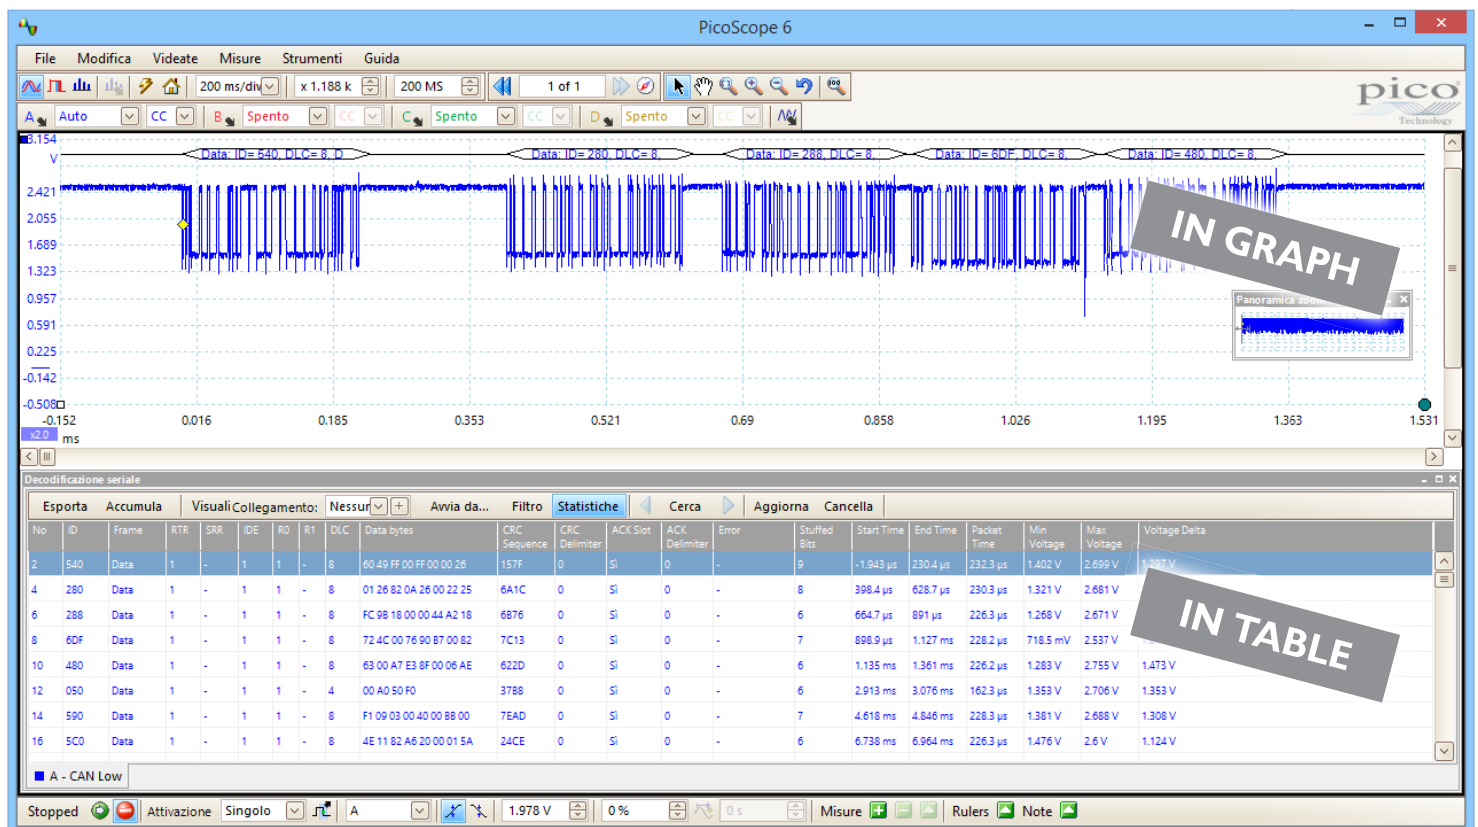 PicoScope 6
File Modifica Videate Misure Strumenti Guida
200 ms/div x 1.188 k 200 MS 1 of 1
pico
Technology
A Auto CC B Spento CC C Spento CC D Spento CC
3.154
V
Data: ID= 540, DLC= 8, D
Data: ID= 280, DLC= 8,
Data: ID= 288, DLC= 8,
Data: ID= 6DF, DLC= 8,
Data: ID= 480, DLC= 8,
2.421
2.055
1.689
1.323
0.957
0.591
0.225
-0.142
-0.508
IN GRAPH
Panoramica
-0.152 0.016 0.185 0.353 0.521 0.69 0.858 1.026 1.195 1.363 1.531
x2.0 ms
Decodificazione seriale
Esporta Accumula Visuali Collegamento: Nessur Avvia da... Filtro Statistiche Cerca Aggiorna Cancella
No ID Frame RTR SRR IDE R0 R1 DLC Data bytes CRC Sequence CRC Delimiter ACK Slot ACK Delimiter Error Stuffed Bits Start Time End Time Packet Time Min Voltage Max Voltage Voltage Delta
2 540 Data 1 - 1 1 - 8 60 49 FF 00 FF 00 00 26 157F 0 Sì 0 - 9 -1.943 µs 230.4 µs 232.3 µs 1.402 V 2.699 V 1.297 V
4 280 Data 1 - 1 1 - 8 01 26 82 0A 26 00 22 25 6A1C 0 Sì 0 - 8 398.4 µs 628.7 µs 230.3 µs 1.321 V 2.681 V
6 288 Data 1 - 1 1 - 8 FC 9B 18 00 00 44 A2 18 6B76 0 Sì 0 - 6 664.7 µs 891 µs 226.3 µs 1.268 V 2.671 V
8 6DF Data 1 - 1 1 - 8 72 4C 00 76 90 B7 00 82 7C13 0 Sì 0 - 7 898.9 µs 1.127 ms 228.2 µs 718.5 mV 2.537 V
10 480 Data 1 - 1 1 - 8 63 00 A7 E3 8F 00 06 AE 622D 0 Sì 0 - 6 1.135 ms 1.361 ms 226.2 µs 1.283 V 2.755 V 1.473 V
12 050 Data 1 - 1 1 - 4 00 A0 50 F0 37B8 0 Sì 0 - 6 2.913 ms 3.076 ms 162.3 µs 1.353 V 2.706 V 1.353 V
14 590 Data 1 - 1 1 - 8 F1 09 03 00 40 00 BB 00 7EAD 0 Sì 0 - 7 4.618 ms 4.846 ms 228.3 µs 1.381 V 2.688 V 1.308 V
16 5C0 Data 1 - 1 1 - 8 4E 11 82 A6 20 00 01 5A 24CE 0 Sì 0 - 6 6.738 ms 6.964 ms 226.3 µs 1.476 V 2.6 V 1.124 V
IN TABLE
A - CAN Low
Stopped Attivazione Singolo A 1.978 V 0 % 0 s Misure Rulers Note